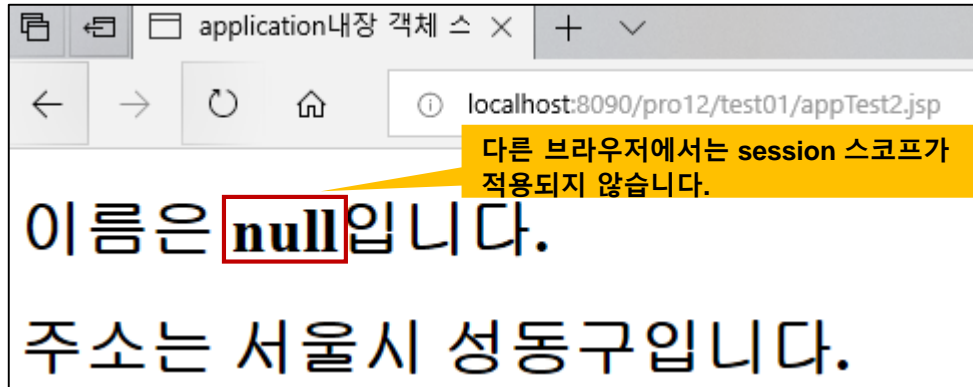 application내장 객체 스
localhost:8090/pro12/test01/appTest2.jsp
다른 브라우저에서는 session 스코프가
적용되지 않습니다.
이름은 null입니다.
주소는 서울시 성동구입니다.